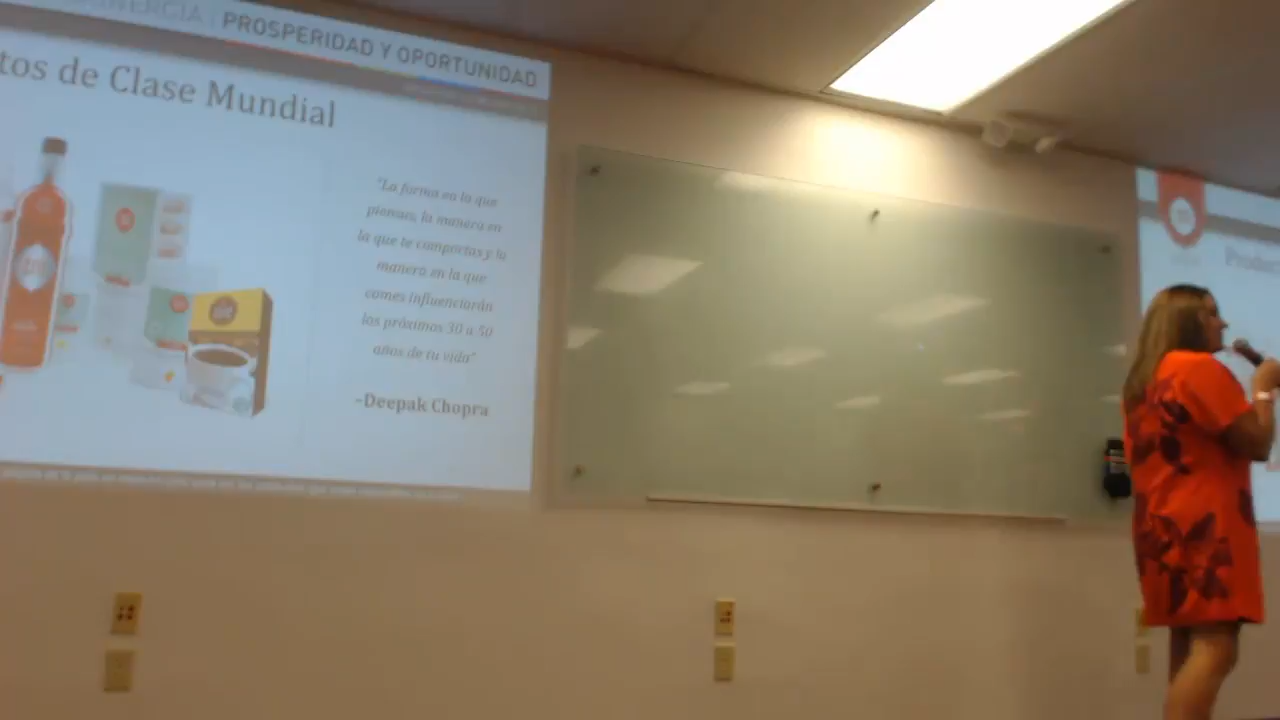 SINERGIA | PROSPERIDAD Y OPORTUNIDAD
tos de Clase Mundial
"La forma en la que
piensas, la manera en
la que te comportas y la
manera en la que
comes influenciarán
los próximos 30 a 50
años de tu vida"
–Deepak Chopra